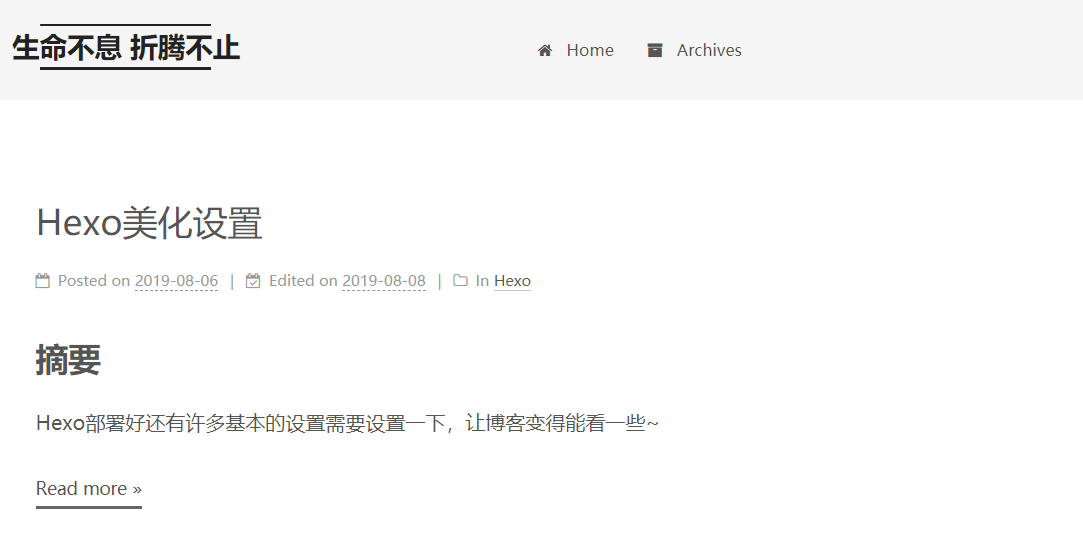 生命不息 折腾不止
Home
Archives
Hexo美化设置
Posted on 2019-08-06 | Edited on 2019-08-08 | In Hexo
摘要
Hexo部署好还有许多基本的设置需要设置一下，让博客变得能看一些~
Read more »